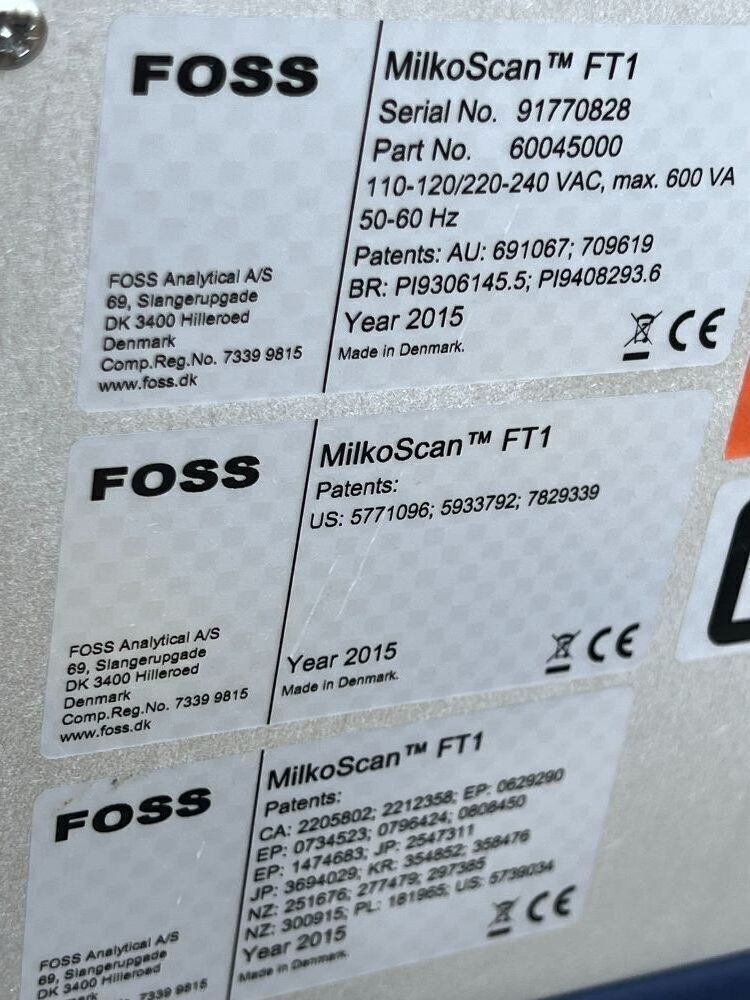 FOSS
MilkoScan™ FT1
Serial No. 91770828
Part No. 60045000
110-120/220-240 VAC, max. 600 VA
50-60 Hz
Patents: AU: 691067; 709619
BR: PI9306145.5; PI9408293.6
Year 2015
Made in Denmark.
CE
FOSS Analytical A/S
69, Slangerupgade
DK 3400 Hilleroed
Denmark
Comp.Reg.No. 7339 9815
www.foss.dk
FOSS
MilkoScan™ FT1
Patents:
US: 5771096; 5933792; 7829339
Year 2015
Made in Denmark.
CE
FOSS Analytical A/S
69, Slangerupgade
DK 3400 Hilleroed
Denmark
Comp.Reg.No. 7339 9815
www.foss.dk
FOSS
MilkoScan™ FT1
Patents:
CA: 2205802; 2212358; EP: 0629290
EP: 0734523; 0796424; 0808450
EP: 1474683; JP: 2547311
JP: 3694029; KR: 354852; 358476
NZ: 251676; 277479; 297365
NZ: 300915; PL: 181965; US: 5739034
Year 2015
Made in Denmark.
CE
FOSS Analytical A/S
69, Slangerupgade
DK 3400 Hilleroed
7339 9815